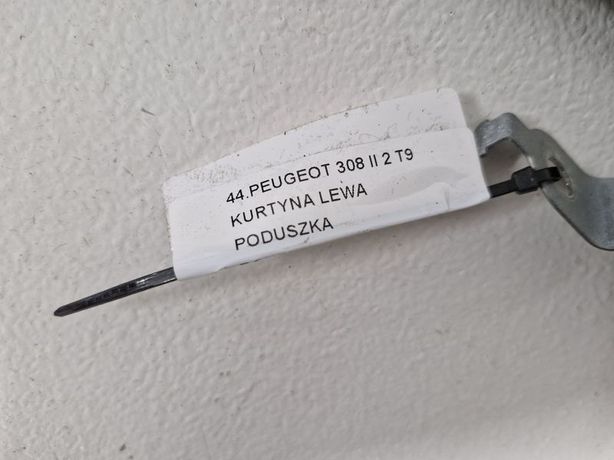 44.PEUGEOT 308 II 2 T9
KURTYNA LEWA
PODUSZKA